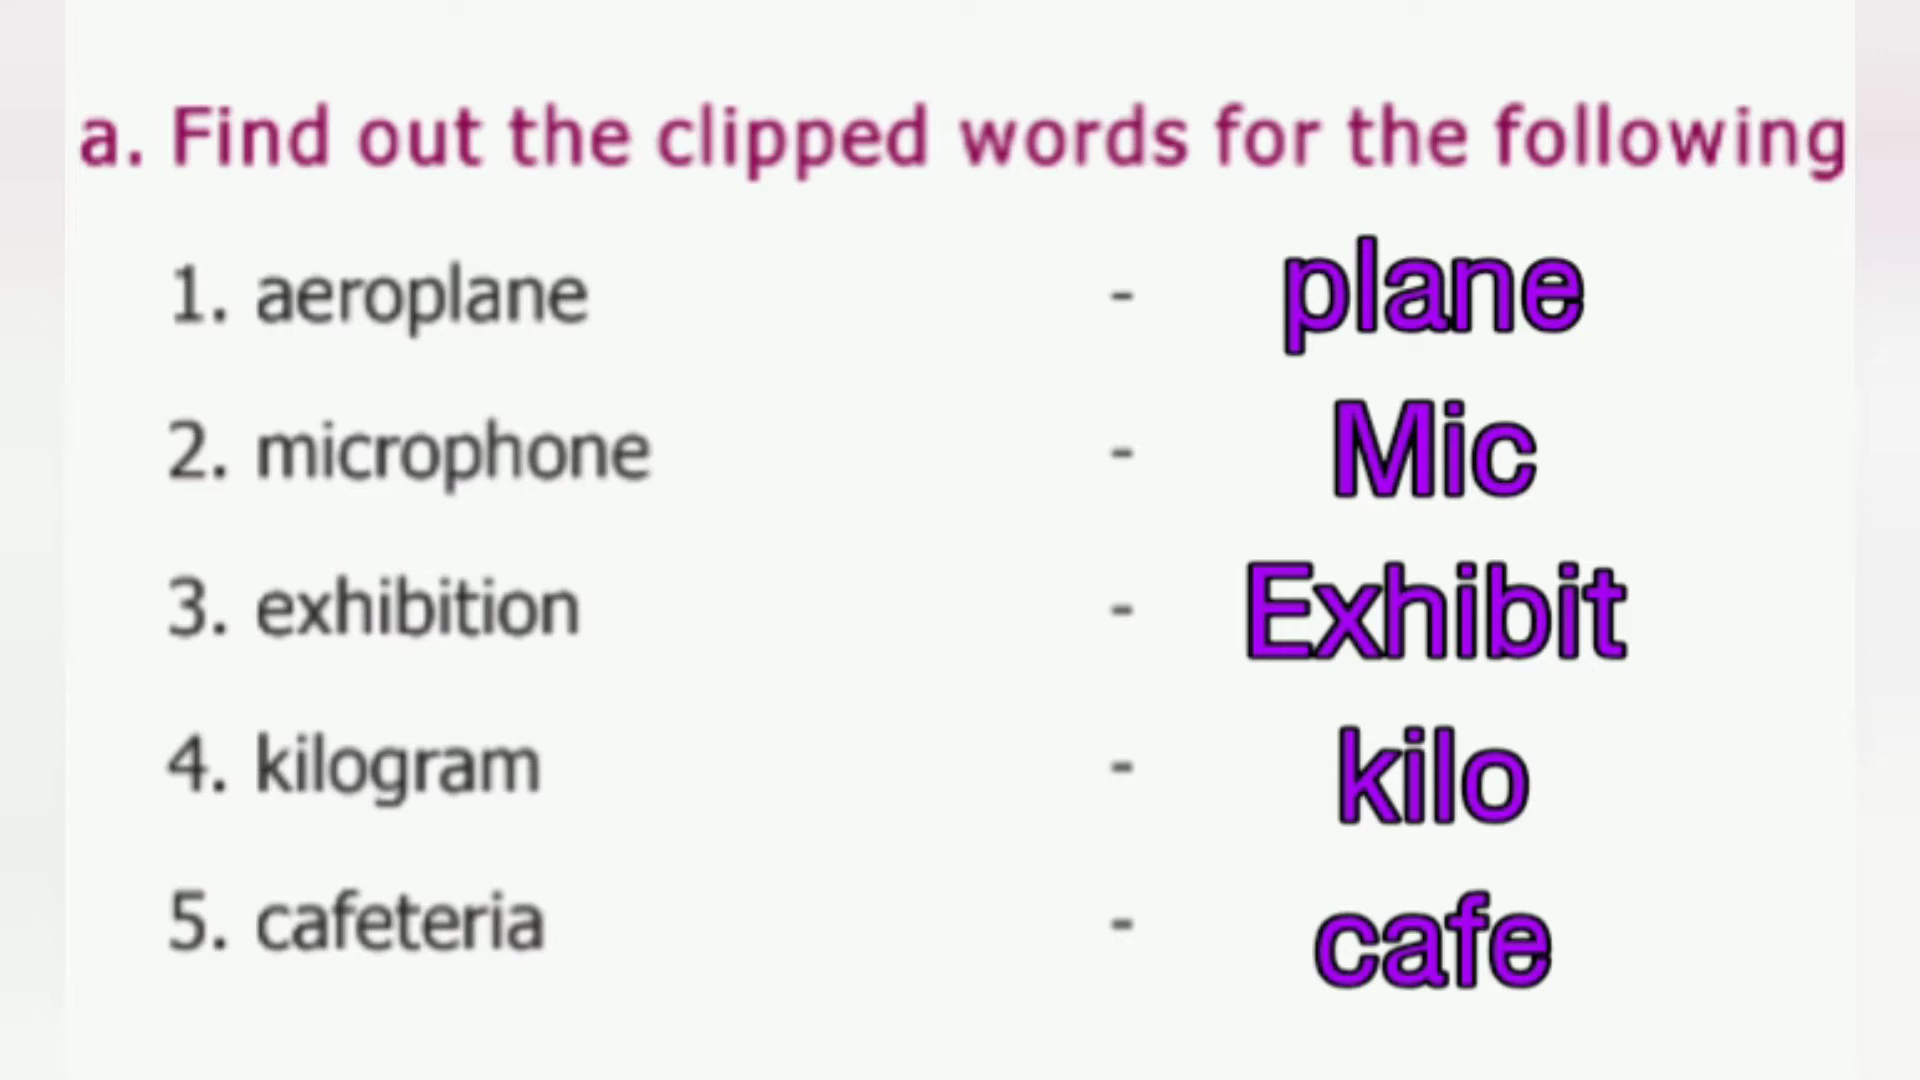 a. Find out the clipped words for the following
1. aeroplane - plane
2. microphone - Mic
3. exhibition - Exhibit
4. kilogram - kilo
5. cafeteria - cafe